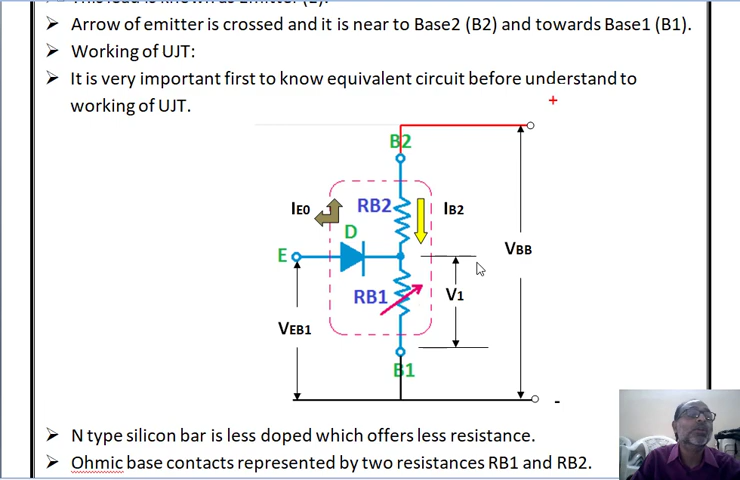 ➢ Arrow of emitter is crossed and it is near to Base2 (B2) and towards Base1 (B1).
➢ Working of UJT:
➢ It is very important first to know equivalent circuit before understand to
working of UJT.
+
B2
IE0
RB2
IB2
D
E
VBB
RB1
V1
VEB1
B1
-
➢ N type silicon bar is less doped which offers less resistance.
➢ Ohmic base contacts represented by two resistances RB1 and RB2.